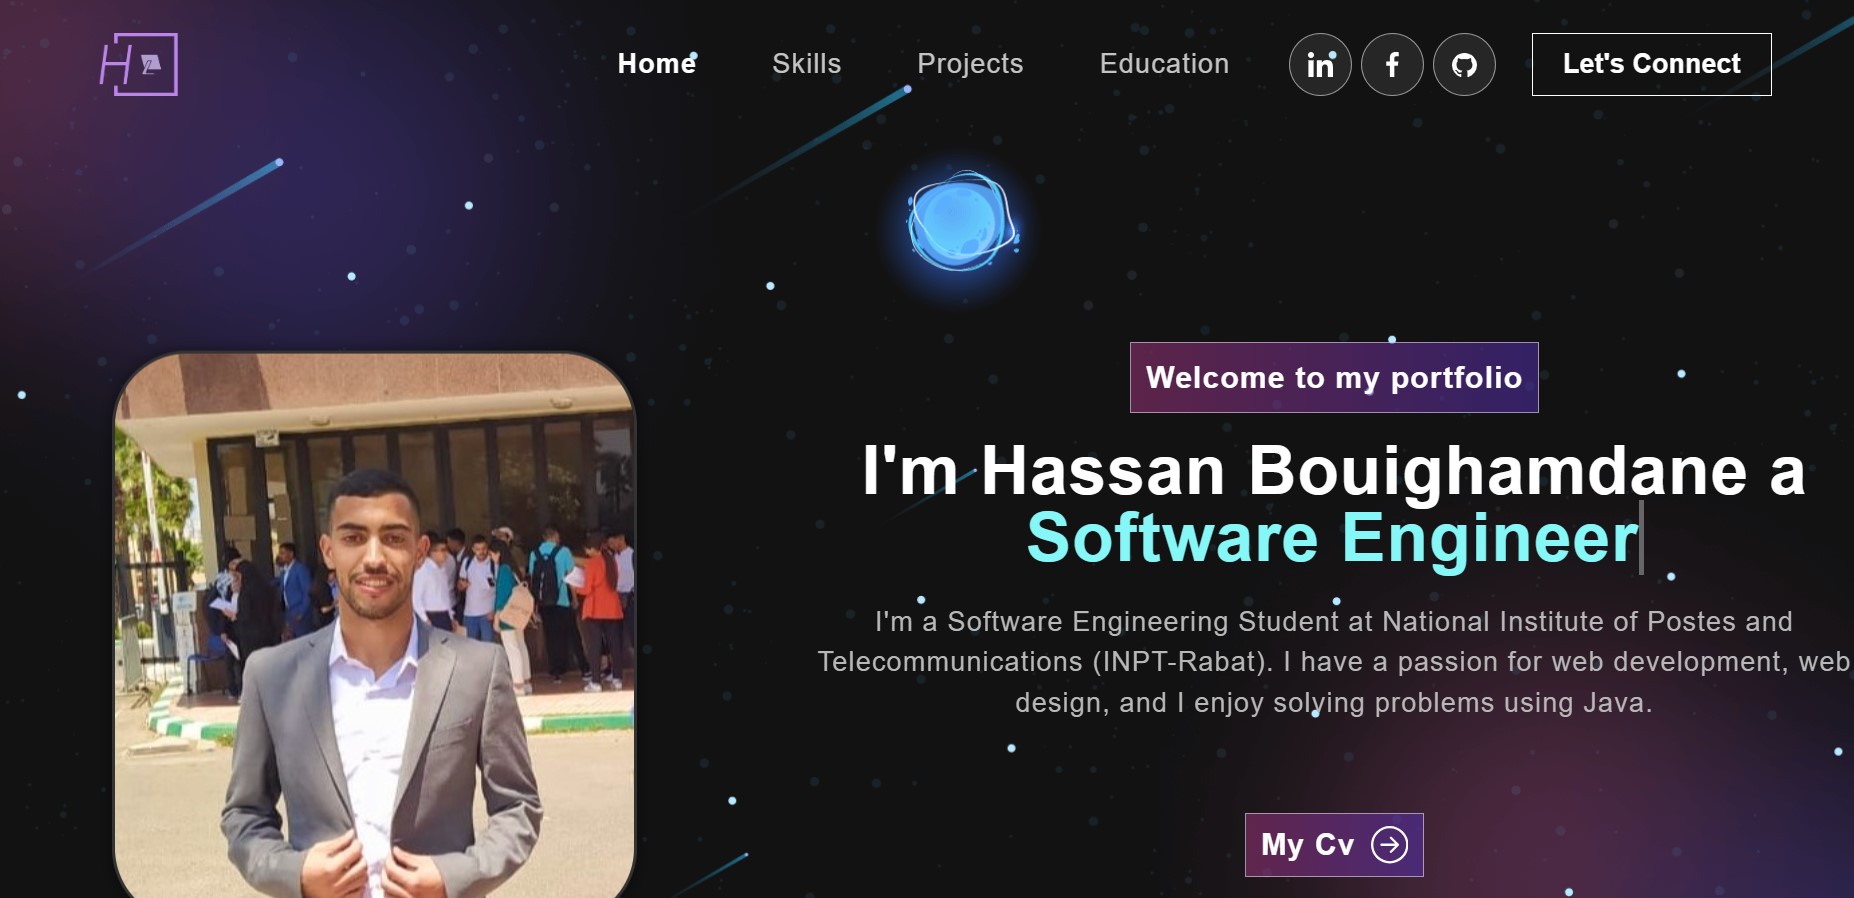 Home
Skills
Projects
Education
in
f
Let's Connect
Welcome to my portfolio
I'm Hassan Bouighamdane a
Software Engineer
I'm a Software Engineering Student at National Institute of Postes and
Telecommunications (INPT-Rabat). I have a passion for web development, web
design, and I enjoy solving problems using Java.
My Cv